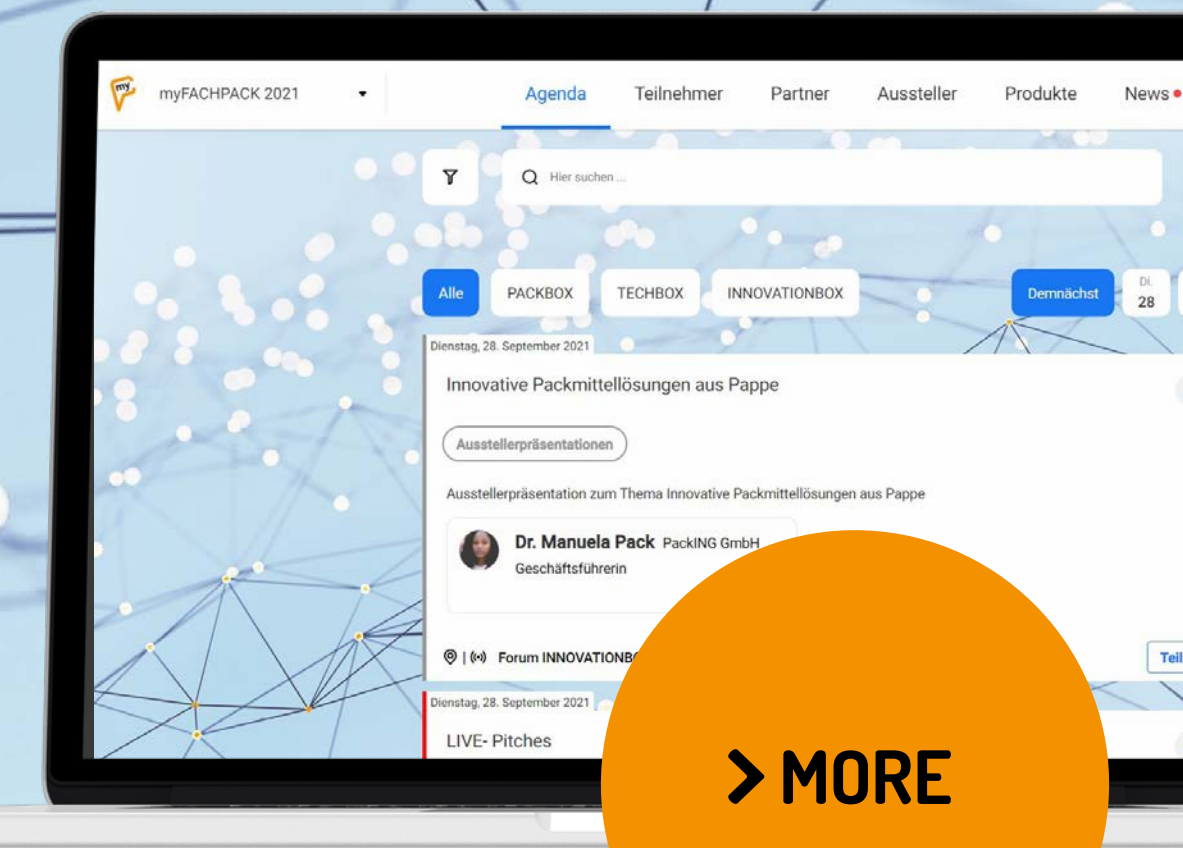 my
myFACHPACK 2021
Agenda Teilnehmer Partner Aussteller Produkte News
Hier suchen ...
Alle PACKBOX TECHBOX INNOVATIONBOX Demnächst Di. 28
Dienstag, 28. September 2021
Innovative Packmittellösungen aus Pappe
Ausstellerpräsentationen
Ausstellerpräsentation zum Thema Innovative Packmittellösungen aus Pappe
Dr. Manuela Pack PackING GmbH
Geschäftsführerin
Forum INNOVATIONB
Teil
Dienstag, 28. September 2021
LIVE- Pitches
> MORE